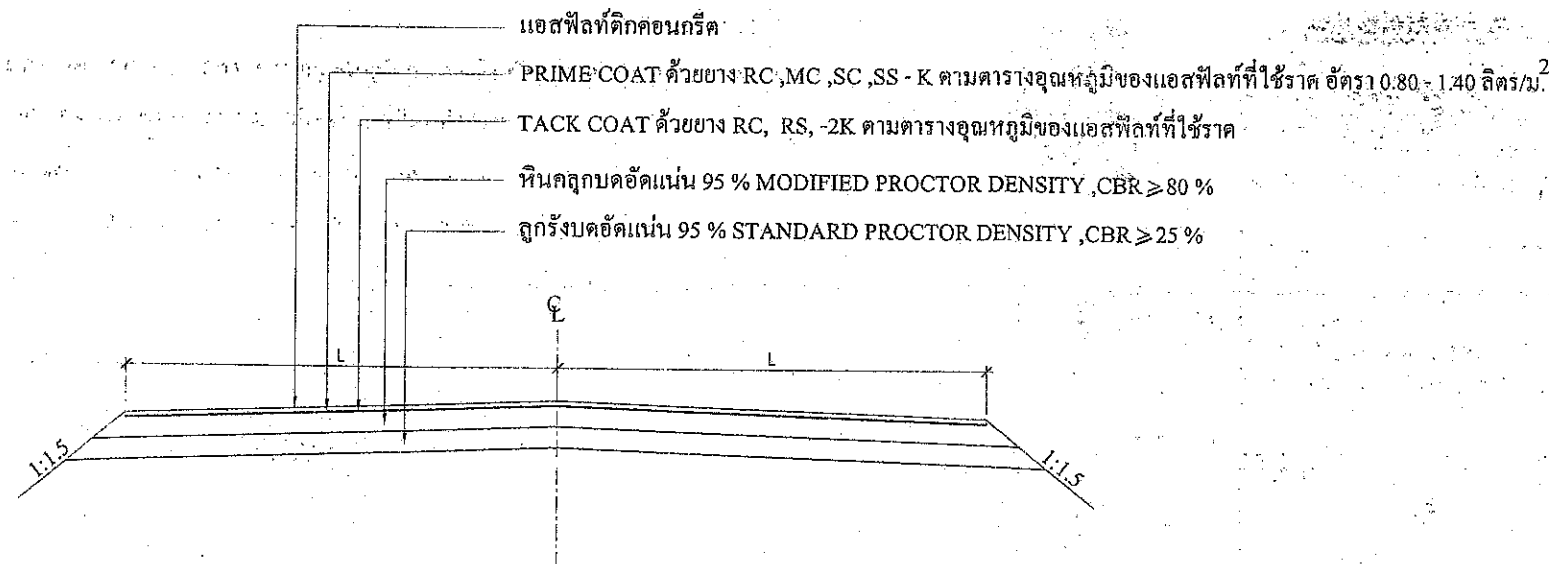 แอสฟัลท์ติกคอนกรีต
PRIME COAT ด้วยยาง RC ,MC ,SC ,SS - K ตามตารางอุณหภูมิของแอสฟัลท์ที่ใช้ราด อัตรา 0.80 - 1.40 ลิตร/ม.²
TACK COAT ด้วยยาง RC, RS, -2K ตามตารางอุณหภูมิของแอสฟัลท์ที่ใช้ราด
หินคลุกบดอัดแน่น 95 % MODIFIED PROCTOR DENSITY ,CBR ≥ 80 %
ลูกรังบดอัดแน่น 95 % STANDARD PROCTOR DENSITY ,CBR ≥ 25 %
℄
L L
1:1.5 1:1.5